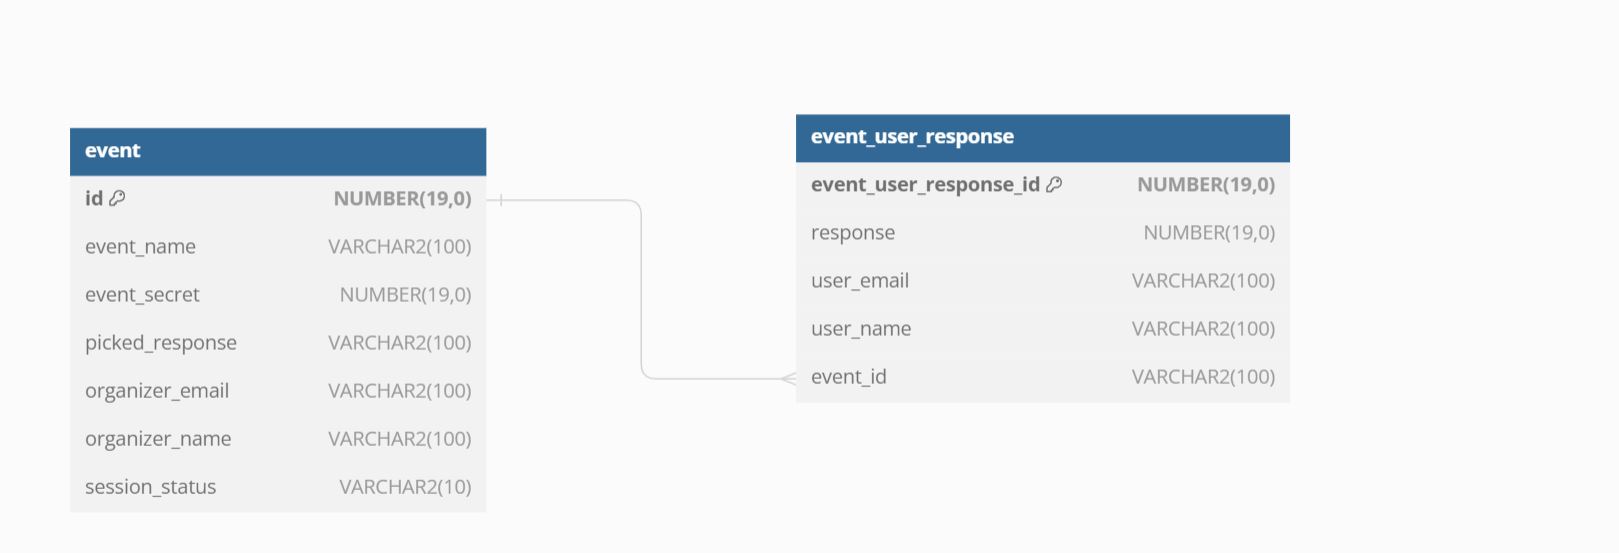 event
id NUMBER(19,0)
event_name VARCHAR2(100)
event_secret NUMBER(19,0)
picked_response VARCHAR2(100)
organizer_email VARCHAR2(100)
organizer_name VARCHAR2(100)
session_status VARCHAR2(10)
event_user_response
event_user_response_id NUMBER(19,0)
response NUMBER(19,0)
user_email VARCHAR2(100)
user_name VARCHAR2(100)
event_id VARCHAR2(100)